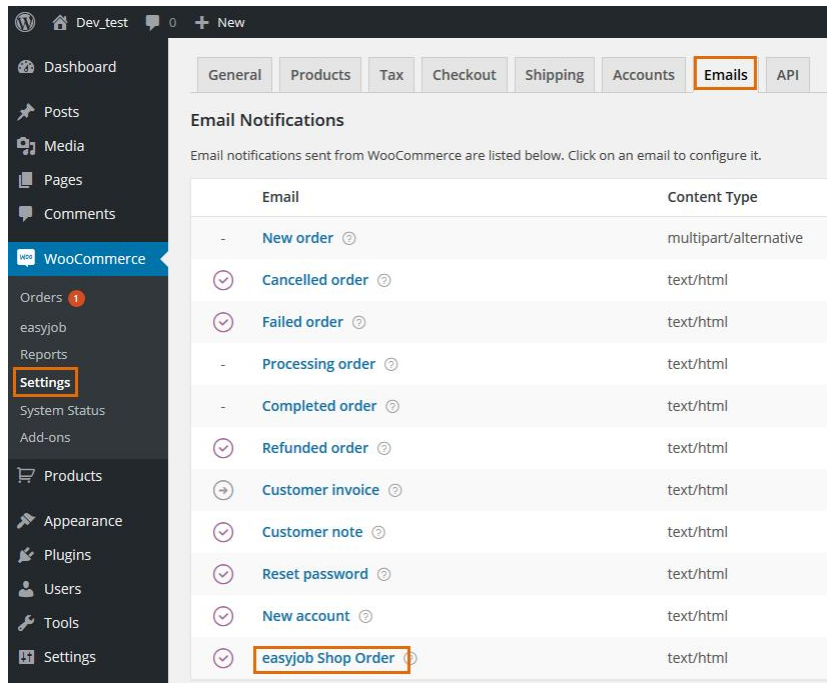 Dev_test 0 New
Dashboard
Posts
Media
Pages
Comments
WooCommerce
Orders 1
easyjob
Reports
Settings
System Status
Add-ons
Products
Appearance
Plugins
Users
Tools
Settings
General Products Tax Checkout Shipping Accounts Emails API
Email Notifications
Email notifications sent from WooCommerce are listed below. Click on an email to configure it.
Email Content Type
- New order ? multipart/alternative
Cancelled order ? text/html
Failed order ? text/html
- Processing order ? text/html
- Completed order ? text/html
Refunded order ? text/html
Customer invoice ? text/html
Customer note ? text/html
Reset password ? text/html
New account ? text/html
easyjob Shop Order ? text/html